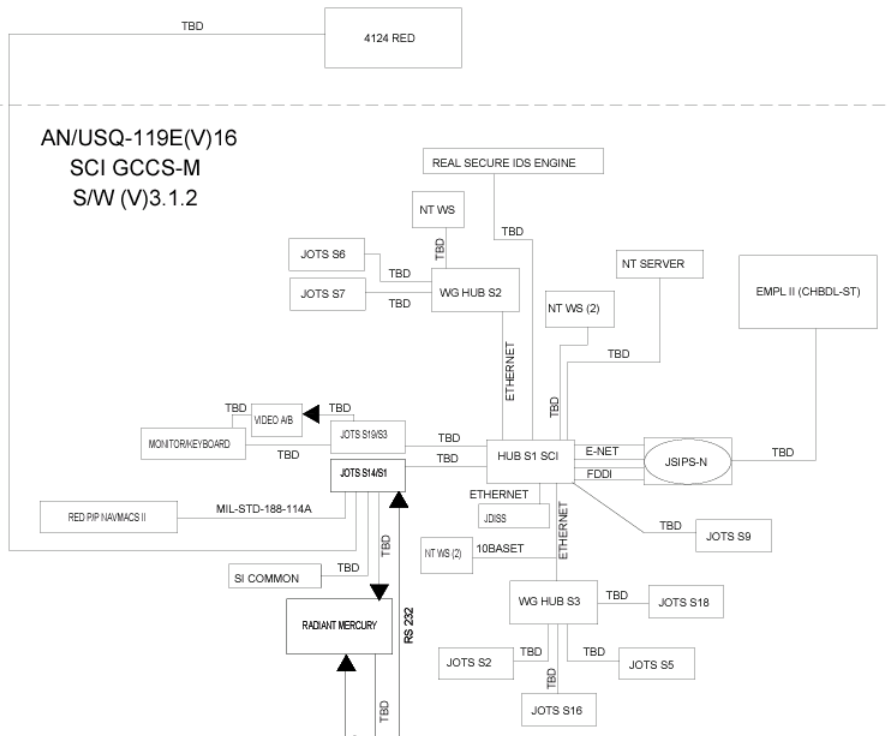 TBD
4124 RED
AN/USQ-119E(V)16
SCI GCCS-M
S/W (V)3.1.2
REAL SECURE IDS ENGINE
NT WS
TBD
TBD
JOTS S6
TBD
JOTS S7
TBD
WG HUB S2
NT SERVER
NT WS (2)
EMPL II (CHBDL-ST)
ETHERNET
TBD
TBD
TBD
VIDEO A/B
TBD
MONITOR/KEYBOARD
TBD
JOTS S19/S3
TBD
HUB S1 SCI
E-NET
FDDI
JSIPS-N
TBD
JOTS S14/S1
TBD
ETHERNET
JDISS
RED P/P NAVMACS II
MIL-STD-188-114A
TBD
ETHERNET
TBD
JOTS S9
NT WS (2)
10BASET
SI COMMON
TBD
WG HUB S3
TBD
JOTS S18
RADIANT MERCURY
RS 232
JOTS S2
TBD
TBD
TBD
JOTS S5
JOTS S16
TBD